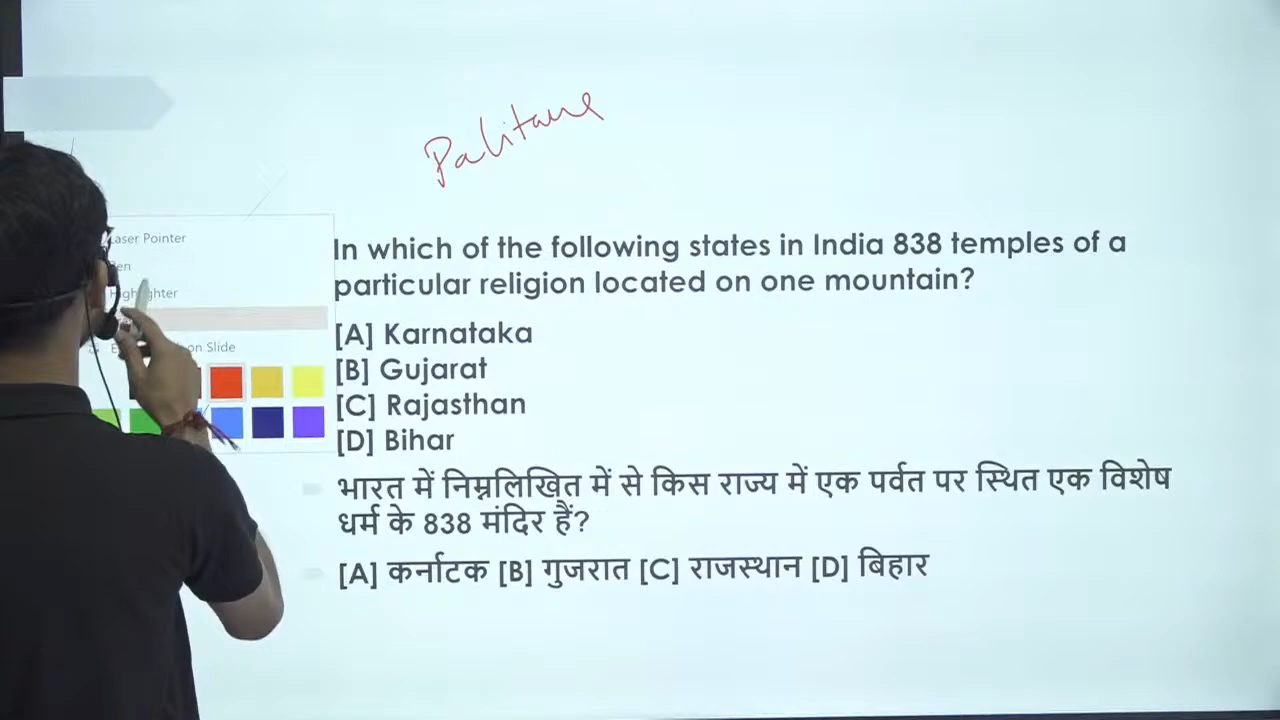 Palitana
Laser Pointer
Pen
Highlighter
on Slide
In which of the following states in India 838 temples of a
particular religion located on one mountain?
[A] Karnataka
[B] Gujarat
[C] Rajasthan
[D] Bihar
भारत में निम्नलिखित में से किस राज्य में एक पर्वत पर स्थित एक विशेष
धर्म के 838 मंदिर हैं?
[A] कर्नाटक [B] गुजरात [C] राजस्थान [D] बिहार